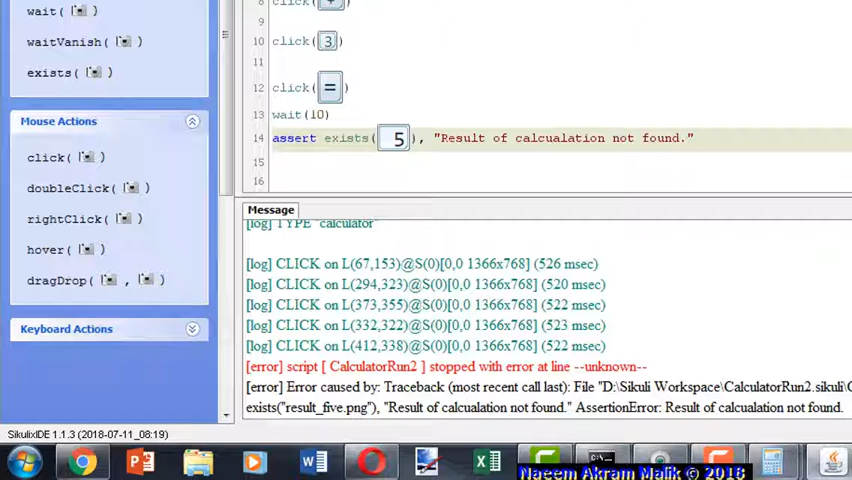 wait(
waitVanish(
exists(
Mouse Actions
click(
doubleClick(
rightClick(
hover(
dragDrop( ,
Keyboard Actions
8 click( + )
9
10 click( 3 )
11
12 click( = )
13 wait(10)
14 assert exists( 5 ), "Result of calcualation not found."
15
16
Message
[log] TYPE "calculator"
[log] CLICK on L(67,153)@S(0)[0,0 1366x768] (526 msec)
[log] CLICK on L(294,323)@S(0)[0,0 1366x768] (520 msec)
[log] CLICK on L(373,355)@S(0)[0,0 1366x768] (522 msec)
[log] CLICK on L(332,322)@S(0)[0,0 1366x768] (523 msec)
[log] CLICK on L(412,338)@S(0)[0,0 1366x768] (522 msec)
[error] script [ CalculatorRun2 ] stopped with error at line --unknown--
[error] Error caused by: Traceback (most recent call last): File "D:\Sikuli Workspace\CalculatorRun2.sikuli\C
exists("result_five.png"), "Result of calcualation not found." AssertionError: Result of calcualation not found.
SikulixIDE 1.1.3 (2018-07-11_08:19)
Naeem Akram Malik © 2018